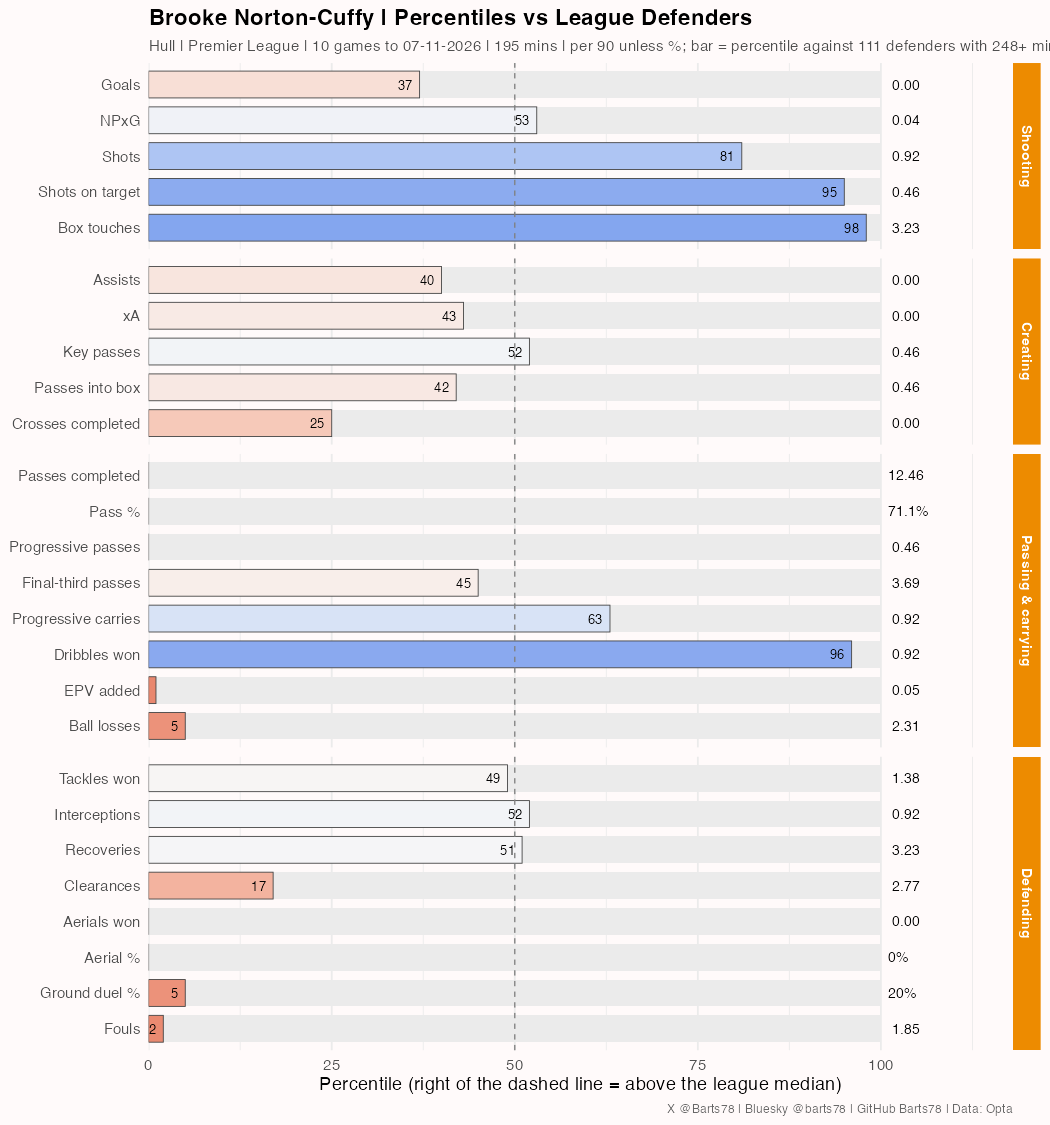 Brooke Norton-Cuffy | Percentiles vs League Defenders
Hull | Premier League | 10 games to 07-11-2026 | 195 mins | per 90 unless %; bar = percentile against 111 defenders with 248+ mi
Shooting
Goals 37 0.00
NPxG 53 0.04
Shots 81 0.92
Shots on target 95 0.46
Box touches 98 3.23
Creating
Assists 40 0.00
xA 43 0.00
Key passes 52 0.46
Passes into box 42 0.46
Crosses completed 25 0.00
Passing & carrying
Passes completed 12.46
Pass % 71.1%
Progressive passes 0.46
Final-third passes 45 3.69
Progressive carries 63 0.92
Dribbles won 96 0.92
EPV added 0.05
Ball losses 5 2.31
Defending
Tackles won 49 1.38
Interceptions 52 0.92
Recoveries 51 3.23
Clearances 17 2.77
Aerials won 0.00
Aerial % 0%
Ground duel % 5 20%
Fouls 2 1.85
0 25 50 75 100
Percentile (right of the dashed line = above the league median)
X @Barts78 | Bluesky @barts78 | GitHub Barts78 | Data: Opta